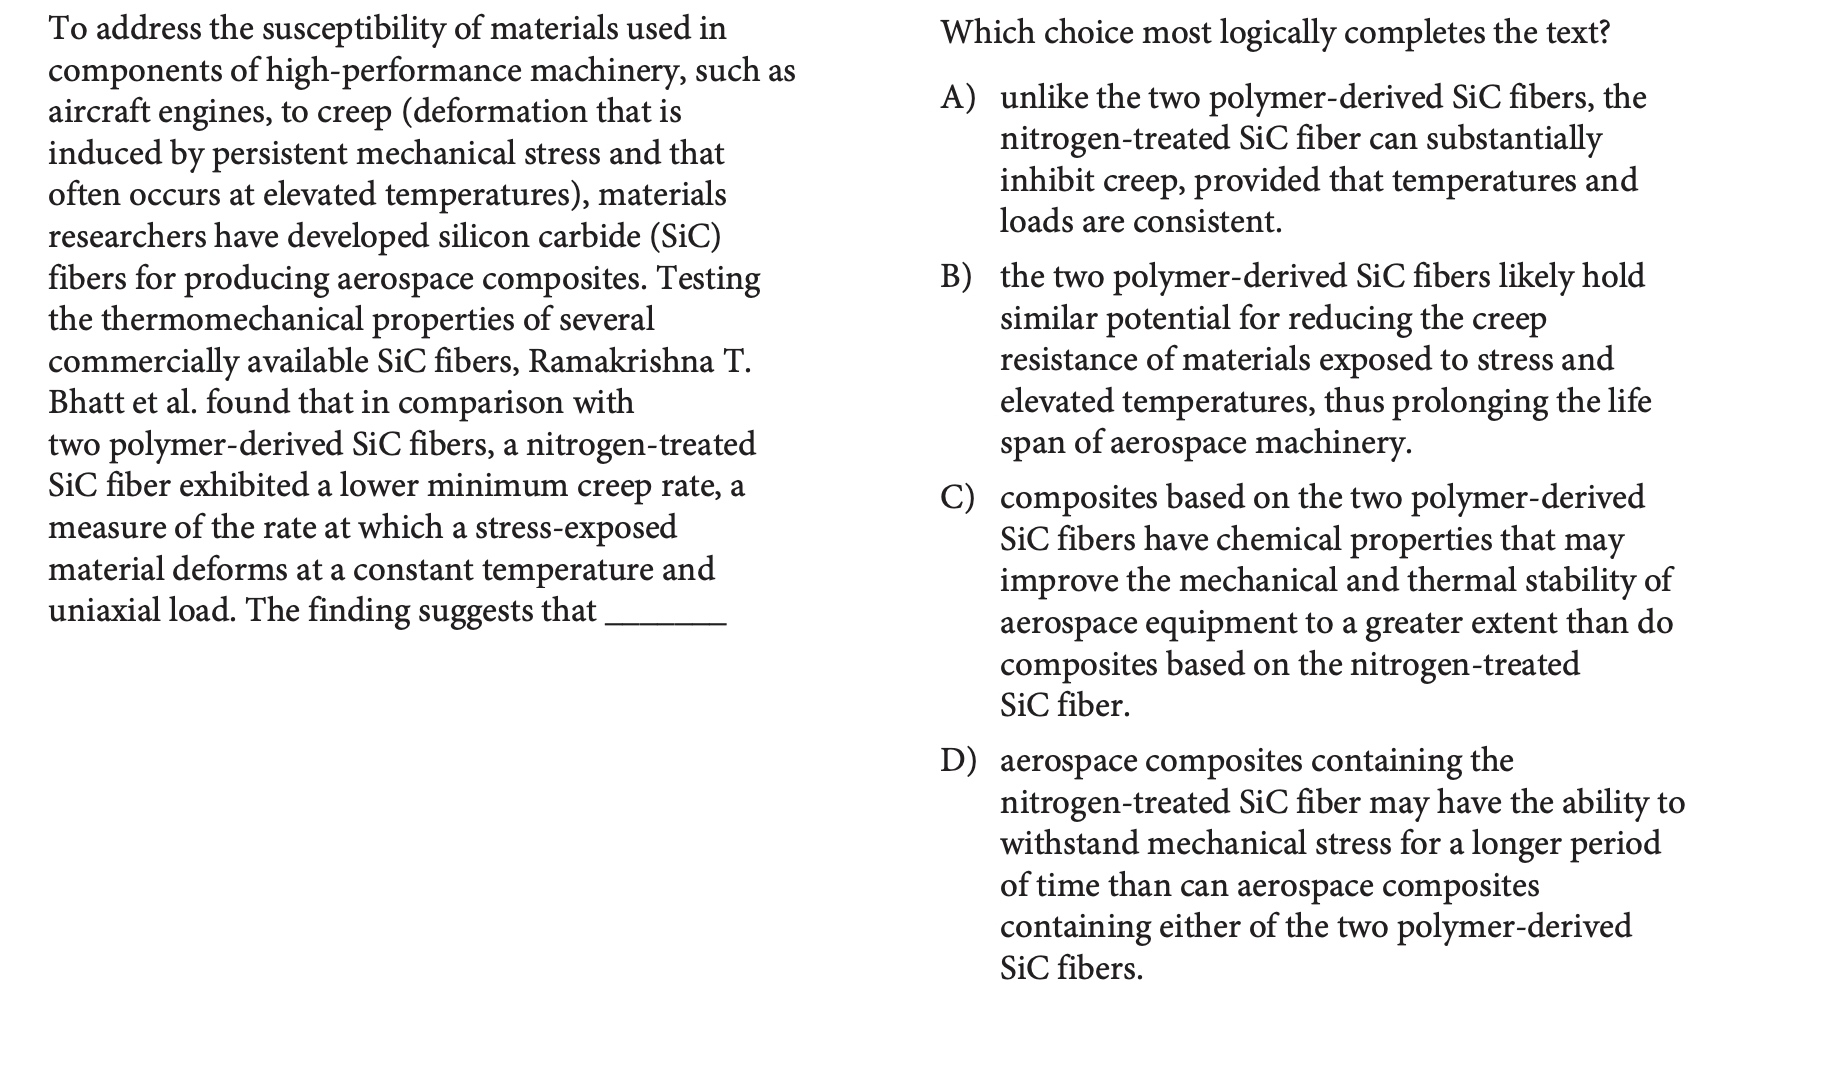 To address the susceptibility of materials used in
components of high-performance machinery, such as
aircraft engines, to creep (deformation that is
induced by persistent mechanical stress and that
often occurs at elevated temperatures), materials
researchers have developed silicon carbide (SiC)
fibers for producing aerospace composites. Testing
the thermomechanical properties of several
commercially available SiC fibers, Ramakrishna T.
Bhatt et al. found that in comparison with
two polymer-derived SiC fibers, a nitrogen-treated
SiC fiber exhibited a lower minimum creep rate, a
measure of the rate at which a stress-exposed
material deforms at a constant temperature and
uniaxial load. The finding suggests that _______
Which choice most logically completes the text?
A) unlike the two polymer-derived SiC fibers, the
nitrogen-treated SiC fiber can substantially
inhibit creep, provided that temperatures and
loads are consistent.
B) the two polymer-derived SiC fibers likely hold
similar potential for reducing the creep
resistance of materials exposed to stress and
elevated temperatures, thus prolonging the life
span of aerospace machinery.
C) composites based on the two polymer-derived
SiC fibers have chemical properties that may
improve the mechanical and thermal stability of
aerospace equipment to a greater extent than do
composites based on the nitrogen-treated
SiC fiber.
D) aerospace composites containing the
nitrogen-treated SiC fiber may have the ability to
withstand mechanical stress for a longer period
of time than can aerospace composites
containing either of the two polymer-derived
SiC fibers.